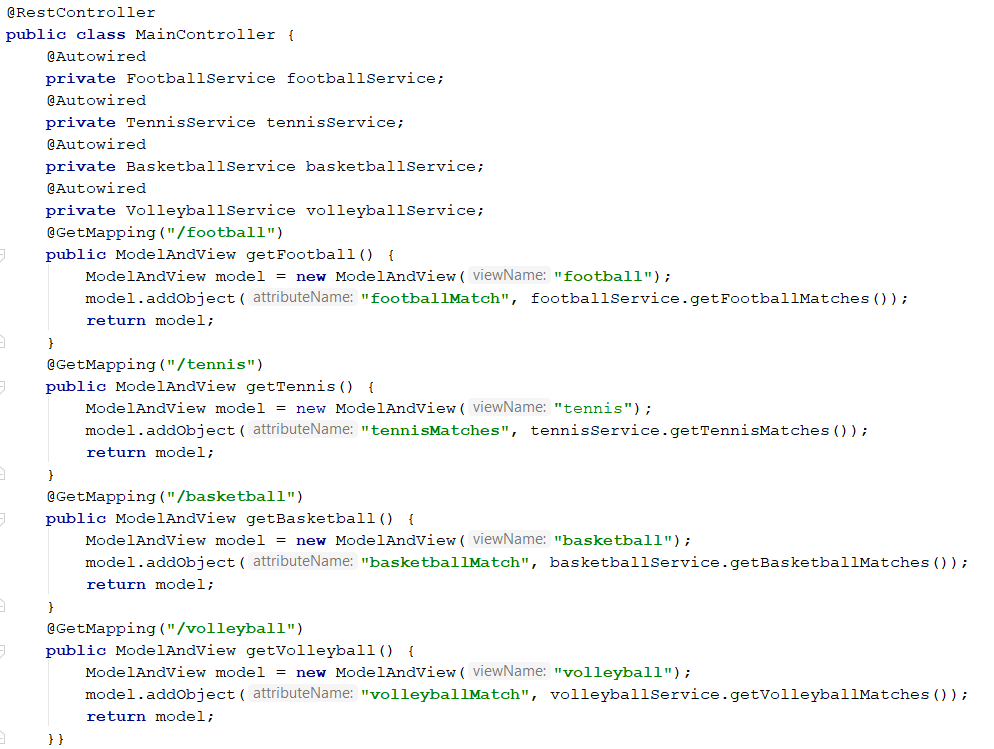 @RestController
public class MainController {
    @Autowired
    private FootballService footballService;
    @Autowired
    private TennisService tennisService;
    @Autowired
    private BasketballService basketballService;
    @Autowired
    private VolleyballService volleyballService;
    @GetMapping("/football")
    public ModelAndView getFootball() {
        ModelAndView model = new ModelAndView( viewName: "football");
        model.addObject( attributeName: "footballMatch", footballService.getFootballMatches());
        return model;
    }
    @GetMapping("/tennis")
    public ModelAndView getTennis() {
        ModelAndView model = new ModelAndView( viewName: "tennis");
        model.addObject( attributeName: "tennisMatches", tennisService.getTennisMatches());
        return model;
    }
    @GetMapping("/basketball")
    public ModelAndView getBasketball() {
        ModelAndView model = new ModelAndView( viewName: "basketball");
        model.addObject( attributeName: "basketballMatch", basketballService.getBasketballMatches());
        return model;
    }
    @GetMapping("/volleyball")
    public ModelAndView getVolleyball() {
        ModelAndView model = new ModelAndView( viewName: "volleyball");
        model.addObject( attributeName: "volleyballMatch", volleyballService.getVolleyballMatches());
        return model;
    }}